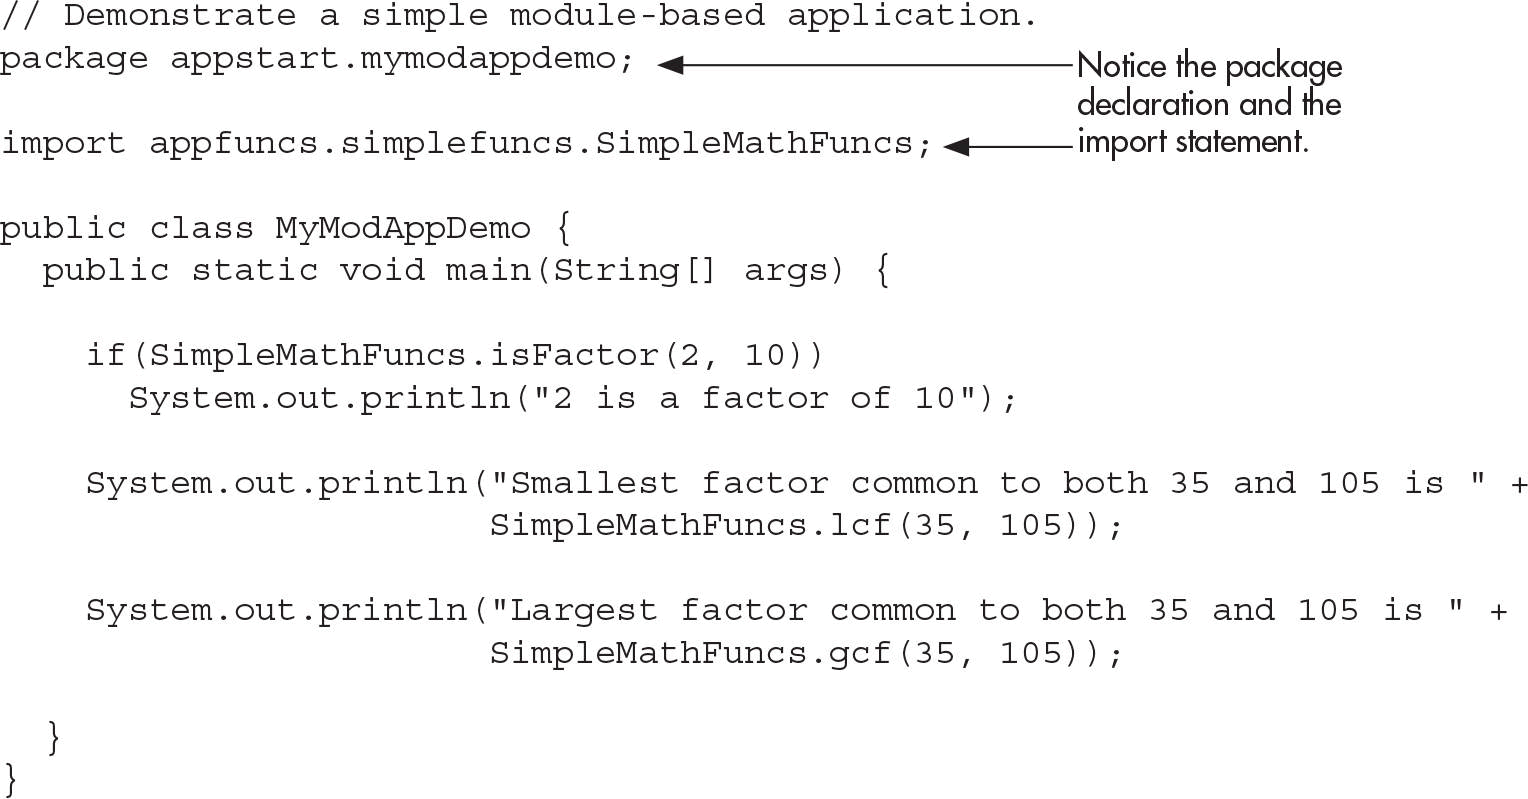 // Demonstrate a simple module-based application.
package appstart.mymodappdemo;
Notice the package
declaration and the
import statement.
import appfuncs.simplefuncs.SimpleMathFuncs;
public class MyModAppDemo {
public static void main(String[] args) {
if(SimpleMathFuncs.isFactor(2, 10))
System.out.println("2 is a factor of 10");
System.out.println("Smallest factor common to both 35 and 105 is " +
SimpleMathFuncs.lcf(35, 105));
System.out.println("Largest factor common to both 35 and 105 is " +
SimpleMathFuncs.gcf(35, 105));
}
}